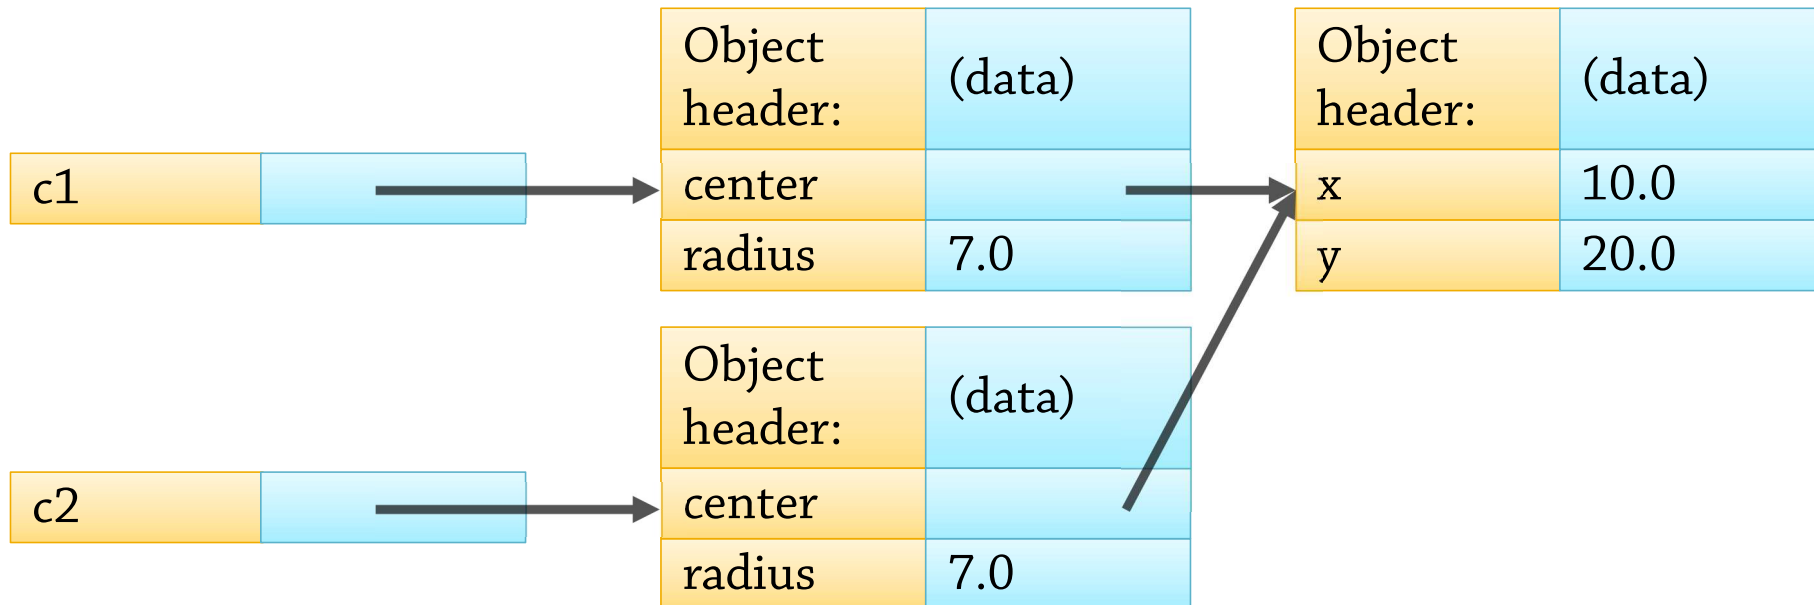 Object header: (data)
Object header: (data)
c1
center
x 10.0
radius 7.0
y 20.0
Object header: (data)
c2
center
radius 7.0